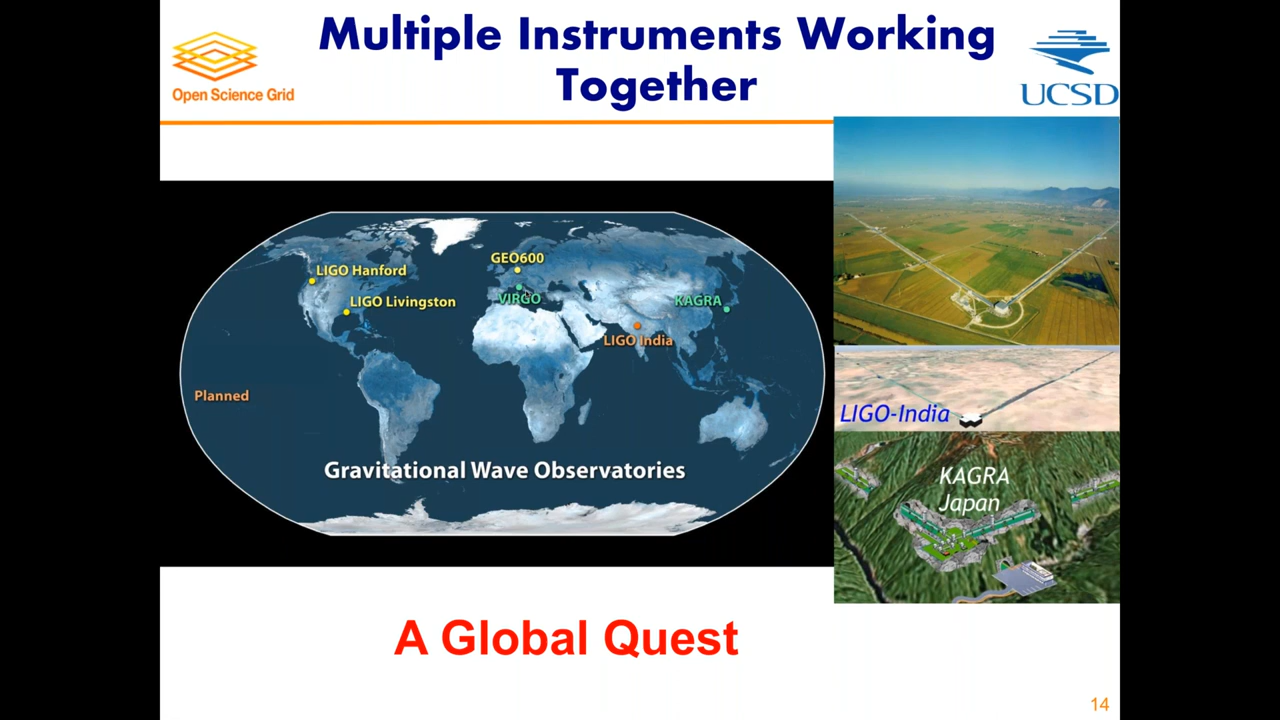 Multiple Instruments Working
Together
Open Science Grid
UCSD
LIGO Hanford
GEO600
LIGO Livingston
VIRGO
KAGRA
LIGO India
Planned
Gravitational Wave Observatories
LIGO-India
KAGRA
Japan
A Global Quest
14